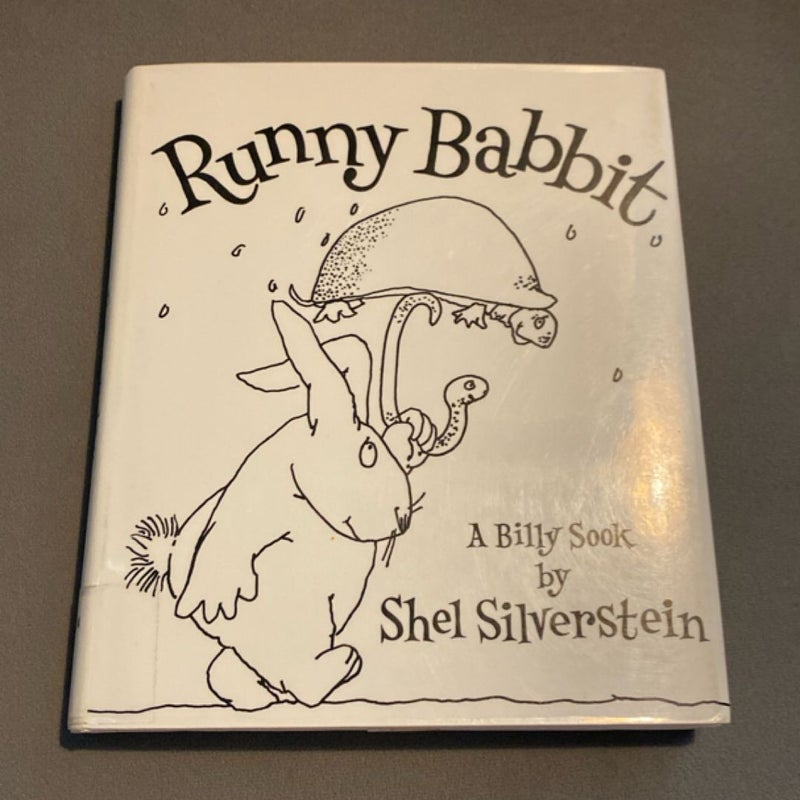 Runny Babbit
A Billy Sook
by
Shel Silverstein